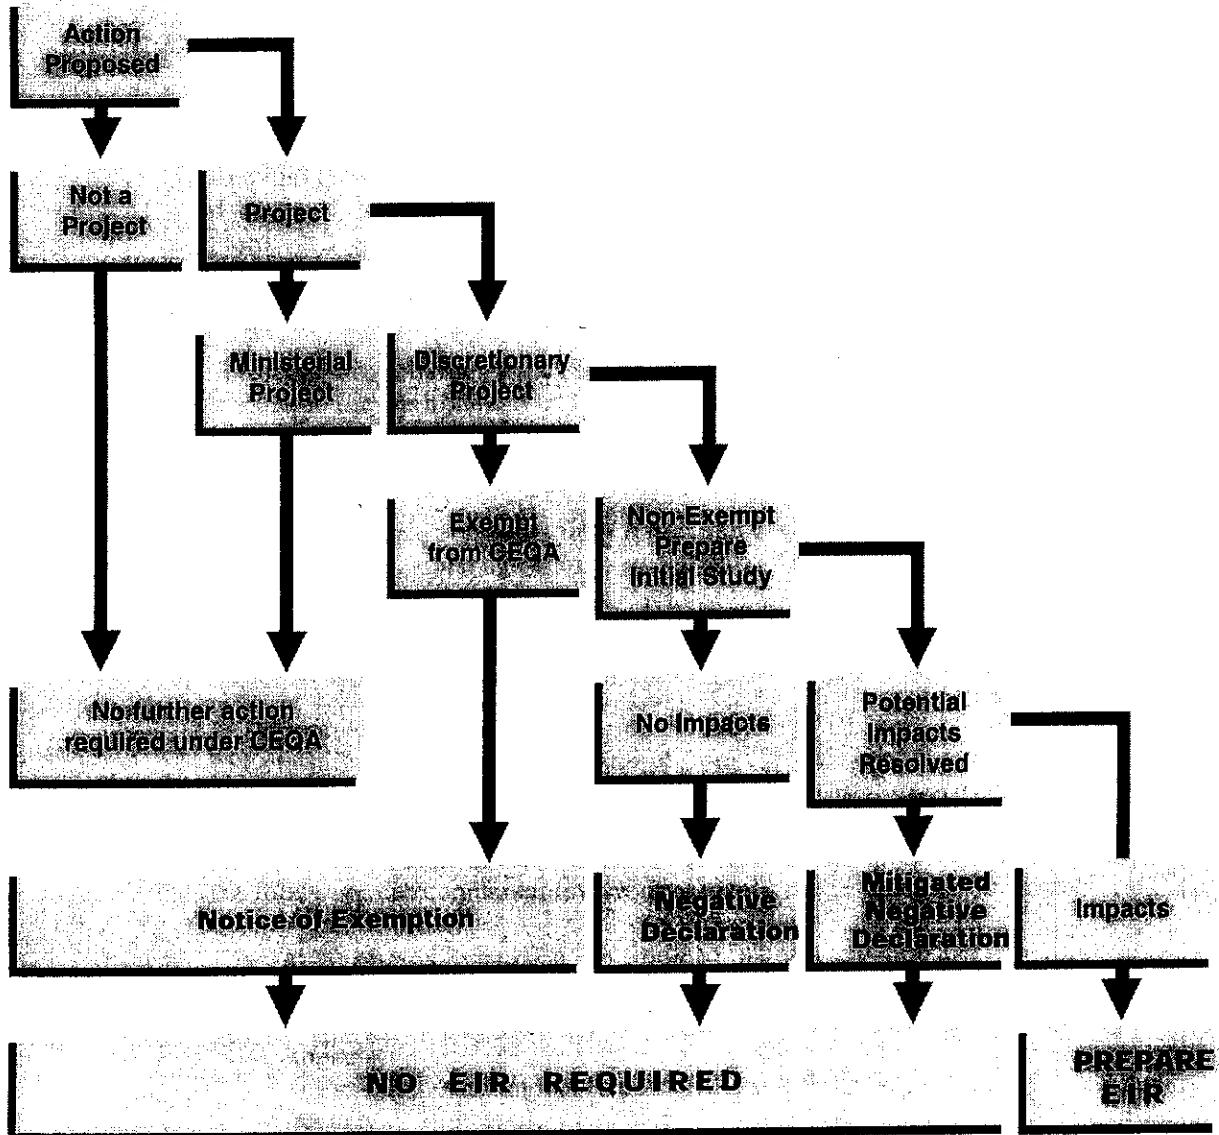 Action
Proposed
Not a
Project
Project
Ministerial
Project
Discretionary
Project
Exempt
from CEQA
Non-Exempt
Prepare
Initial Study
No further action
required under CEQA
No Impacts
Potential
Impacts
Resolved
Notice of Exemption
Negative
Declaration
Mitigated
Negative
Declaration
Impacts
NO EIR REQUIRED
PREPARE
EIR